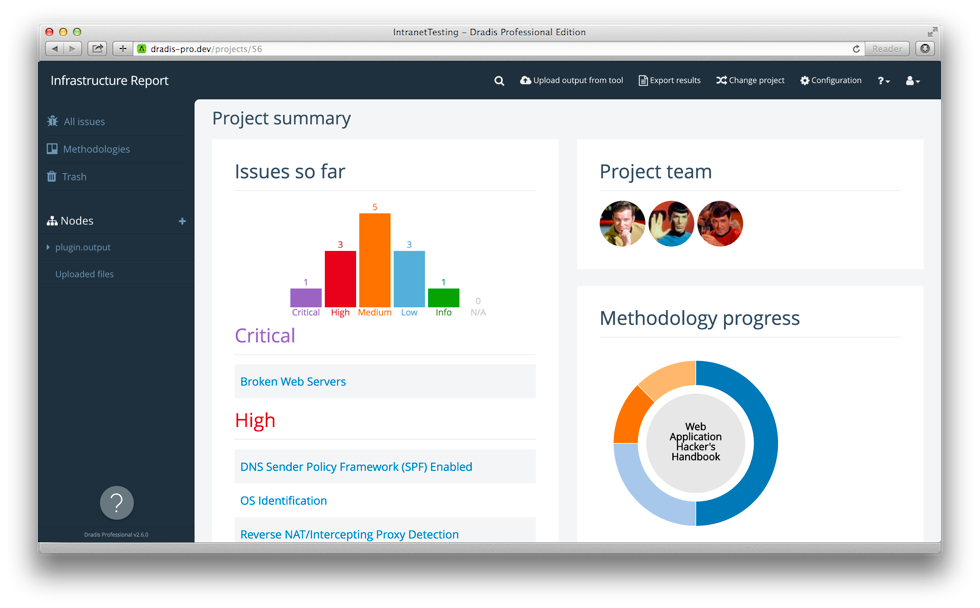 IntranetTesting – Dradis Professional Edition
dradis-pro.dev/projects/56
Reader
Infrastructure Report
Upload output from tool
Export results
Change project
Configuration
?
All issues
Methodologies
Trash
Nodes
+
plugin.output
Uploaded files
?
Dradis Professional v2.6.0
Project summary
Issues so far
1
3
5
3
1
0
Critical
High
Medium
Low
Info
N/A
Critical
Broken Web Servers
High
DNS Sender Policy Framework (SPF) Enabled
OS Identification
Reverse NAT/Intercepting Proxy Detection
Project team
Methodology progress
Web
Application
Hacker's
Handbook